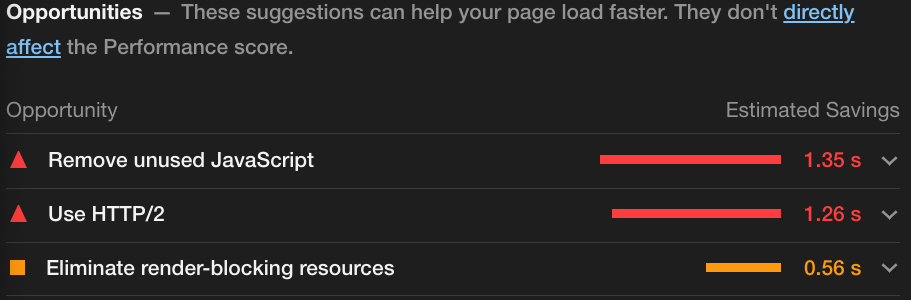 Opportunities — These suggestions can help your page load faster. They don't directly
affect the Performance score.
Opportunity Estimated Savings
Remove unused JavaScript 1.35 s
Use HTTP/2 1.26 s
Eliminate render-blocking resources 0.56 s